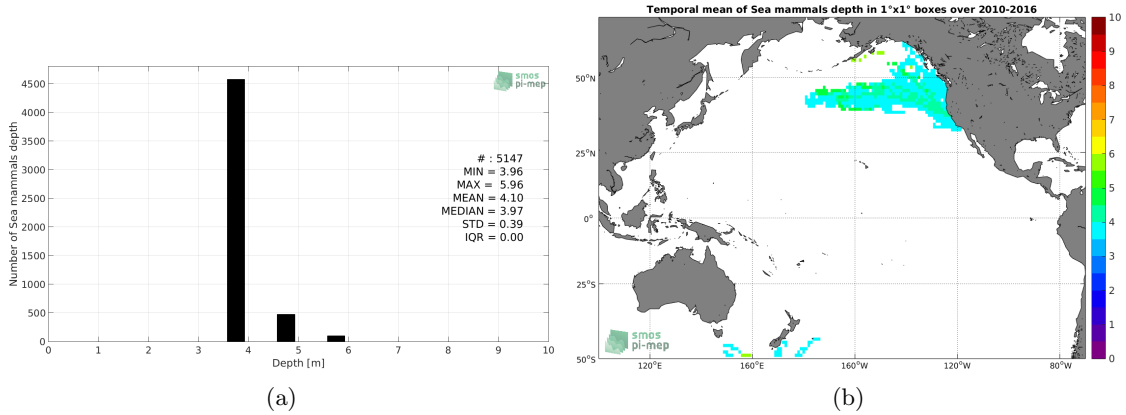 4500
4000
3500
3000
2500
2000
1500
1000
500
0
Number of Sea mammals depth
smos
pi-mep
# : 5147
MIN = 3.96
MAX = 5.96
MEAN = 4.10
MEDIAN = 3.97
STD = 0.39
IQR = 0.00
0 1 2 3 4 5 6 7 8 9 10
Depth [m]
(a)
Temporal mean of Sea mammals depth in 1°x1° boxes over 2010-2016
50°N
25°N
0°
25°S
50°S
smos
pi-mep
120°E 160°E 160°W 120°W 80°W
10
9
8
7
6
5
4
3
2
1
0
(b)